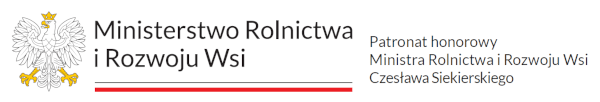 Ministerstwo Rolnictwa
i Rozwoju Wsi
Patronat honorowy
Ministra Rolnictwa i Rozwoju Wsi
Czesława Siekierskiego